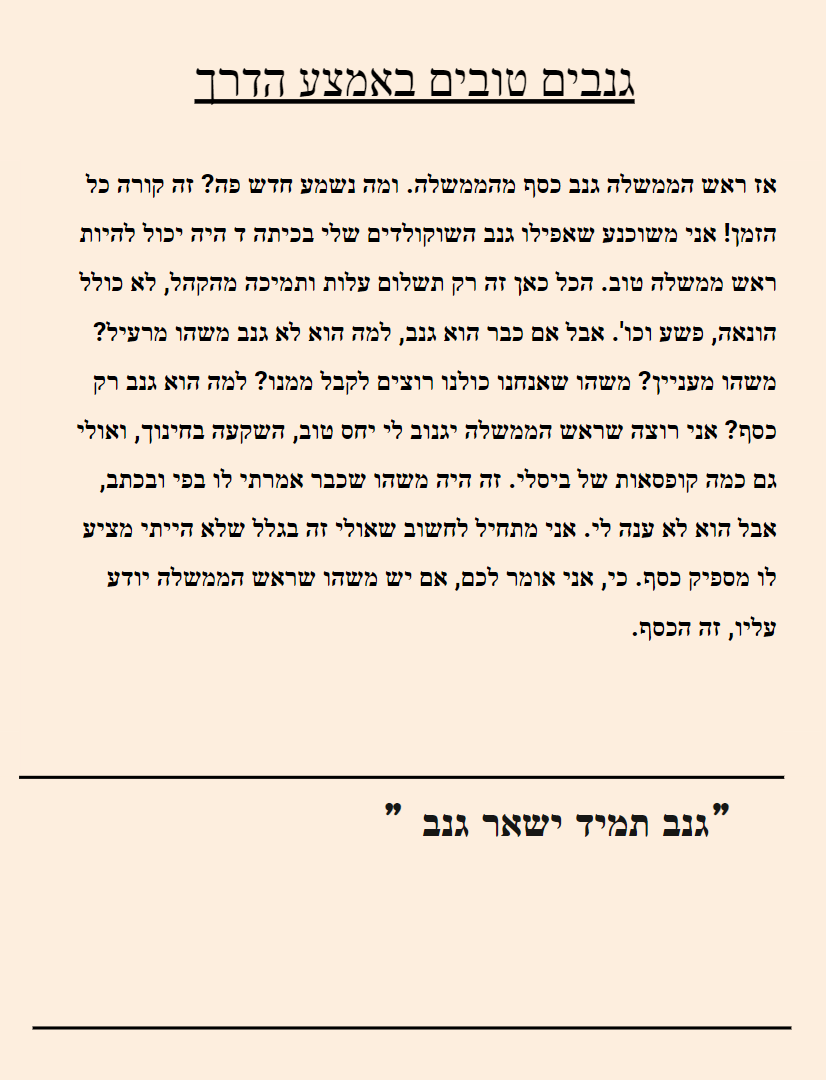 גנבים טובים באמצע הדרך
אז ראש הממשלה גנב כסף מהממשלה. ומה נשמע חדש פה? זה קורה כל
הזמן! אני משוכנע שאפילו גנב השוקולדים שלי בכיתה ד היה יכול להיות
ראש ממשלה טוב. הכל כאן זה רק תשלום עלות ותמיכה מהקהל, לא כולל
הונאה, פשע וכו'. אבל אם כבר הוא גנב, למה הוא לא גנב משהו מרעיל?
משהו מעניין? משהו שאנחנו כולנו רוצים לקבל ממנו? למה הוא גנב רק
כסף? אני רוצה שראש הממשלה יגנוב לי יחס טוב, השקעה בחינוך, ואולי
גם כמה קופסאות של ביסלי. זה היה משהו שכבר אמרתי לו בפי ובכתב,
אבל הוא לא ענה לי. אני מתחיל לחשוב שאולי זה בגלל שלא הייתי מציע
לו מספיק כסף. כי, אני אומר לכם, אם יש משהו שראש הממשלה יודע
עליו, זה הכסף.
”גנב תמיד ישאר גנב ”